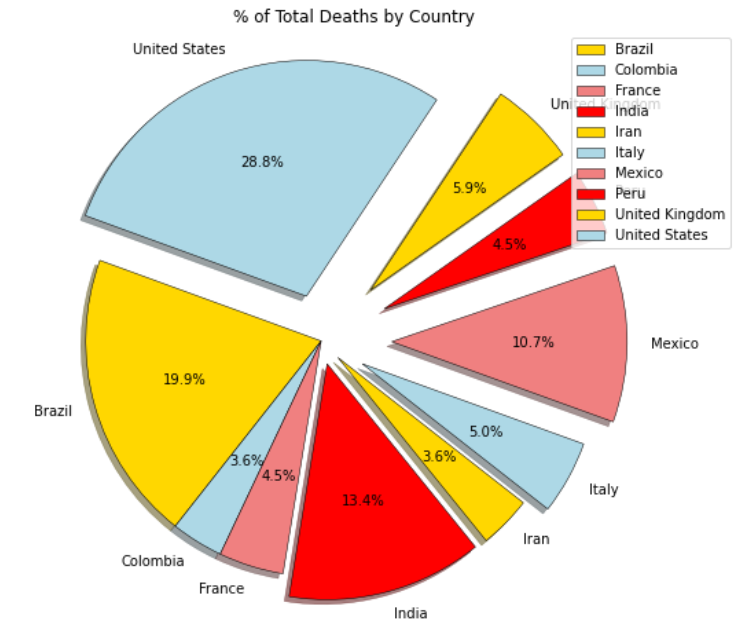 % of Total Deaths by Country
United States
28.8%
United Kingdom
5.9%
4.5%
Mexico
10.7%
Italy
5.0%
Iran
3.6%
India
13.4%
France
4.5%
Colombia
3.6%
Brazil
19.9%
Brazil
Colombia
France
India
Iran
Italy
Mexico
Peru
United Kingdom
United States